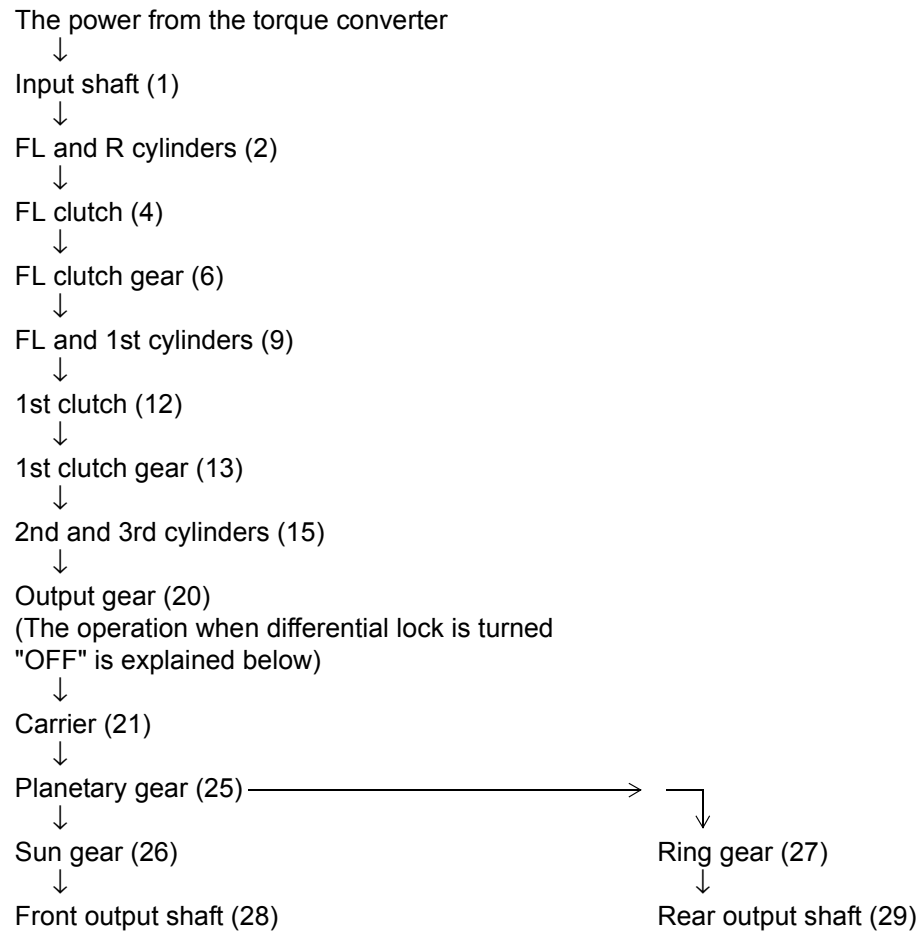 The power from the torque converter
↓
Input shaft (1)
↓
FL and R cylinders (2)
↓
FL clutch (4)
↓
FL clutch gear (6)
↓
FL and 1st cylinders (9)
↓
1st clutch (12)
↓
1st clutch gear (13)
↓
2nd and 3rd cylinders (15)
↓
Output gear (20)
(The operation when differential lock is turned
"OFF" is explained below)
↓
Carrier (21)
↓
Planetary gear (25)
↓
Sun gear (26) Ring gear (27)
↓ ↓
Front output shaft (28) Rear output shaft (29)